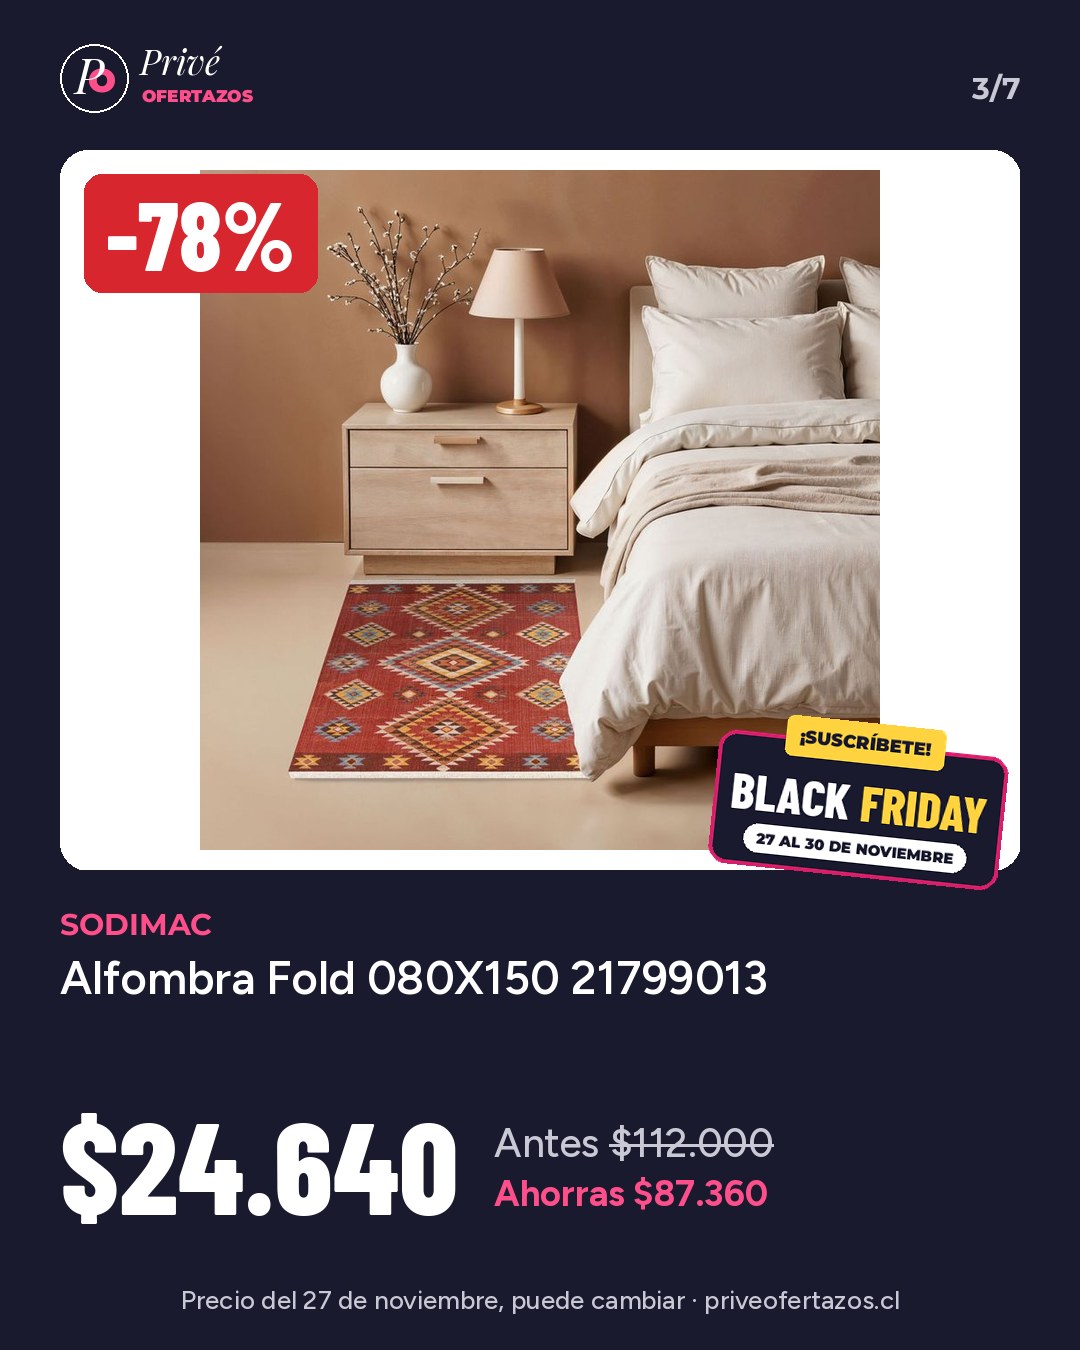 Privé
OFERTAZOS
3/7
-78%
¡SUSCRÍBETE!
BLACK FRIDAY
27 AL 30 DE NOVIEMBRE
SODIMAC
Alfombra Fold 080X150 21799013
$24.640
Antes $112.000
Ahorras $87.360
Precio del 27 de noviembre, puede cambiar · priveofertazos.cl